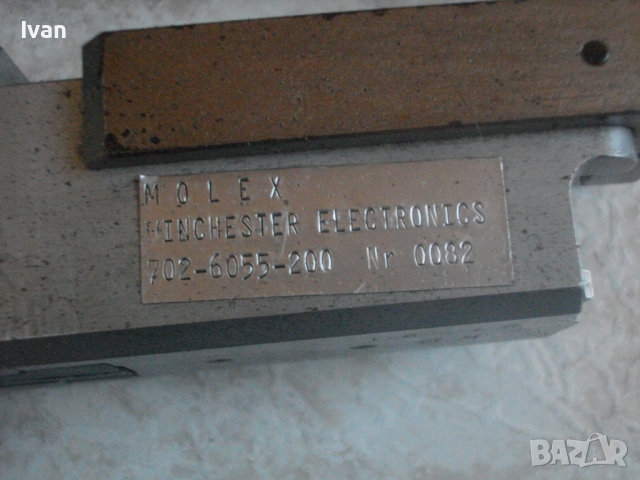 Ivan
MOLEX
WINCHESTER ELECTRONICS
702-6055-200 Nr 0082
BAZAR